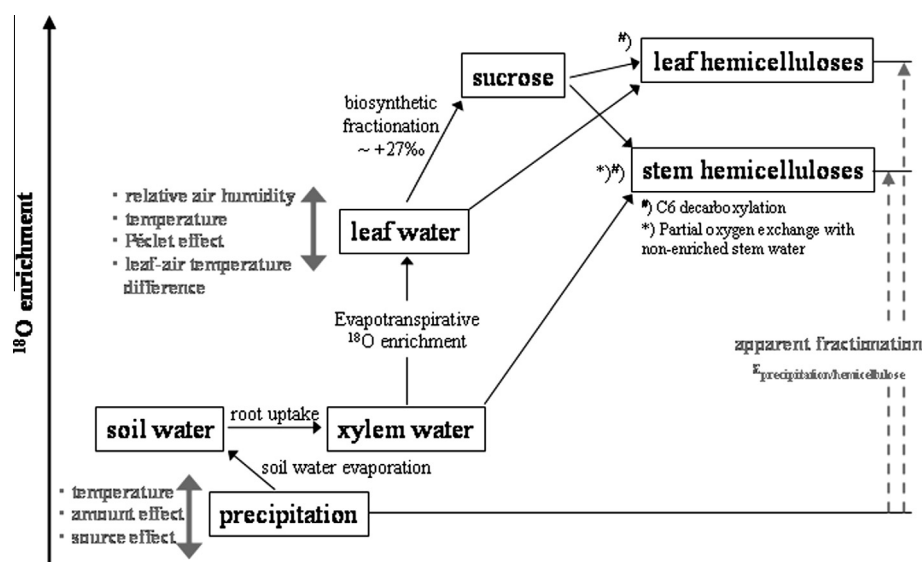 #)
leaf hemicelluloses
sucrose
biosynthetic
fractionation
~ +27‰
*)#)
stem hemicelluloses
#) C6 decarboxylation
*) Partial oxygen exchange with
non-enriched stem water
· relative air humidity
· temperature
· Péclet effect
· leaf-air temperature
difference
leaf water
18O enrichment
Evapotranspirative
18O enrichment
apparent fractionation
εprecipitation/hemicellulose
soil water
root uptake
xylem water
soil water evaporation
· temperature
· amount effect
· source effect
precipitation